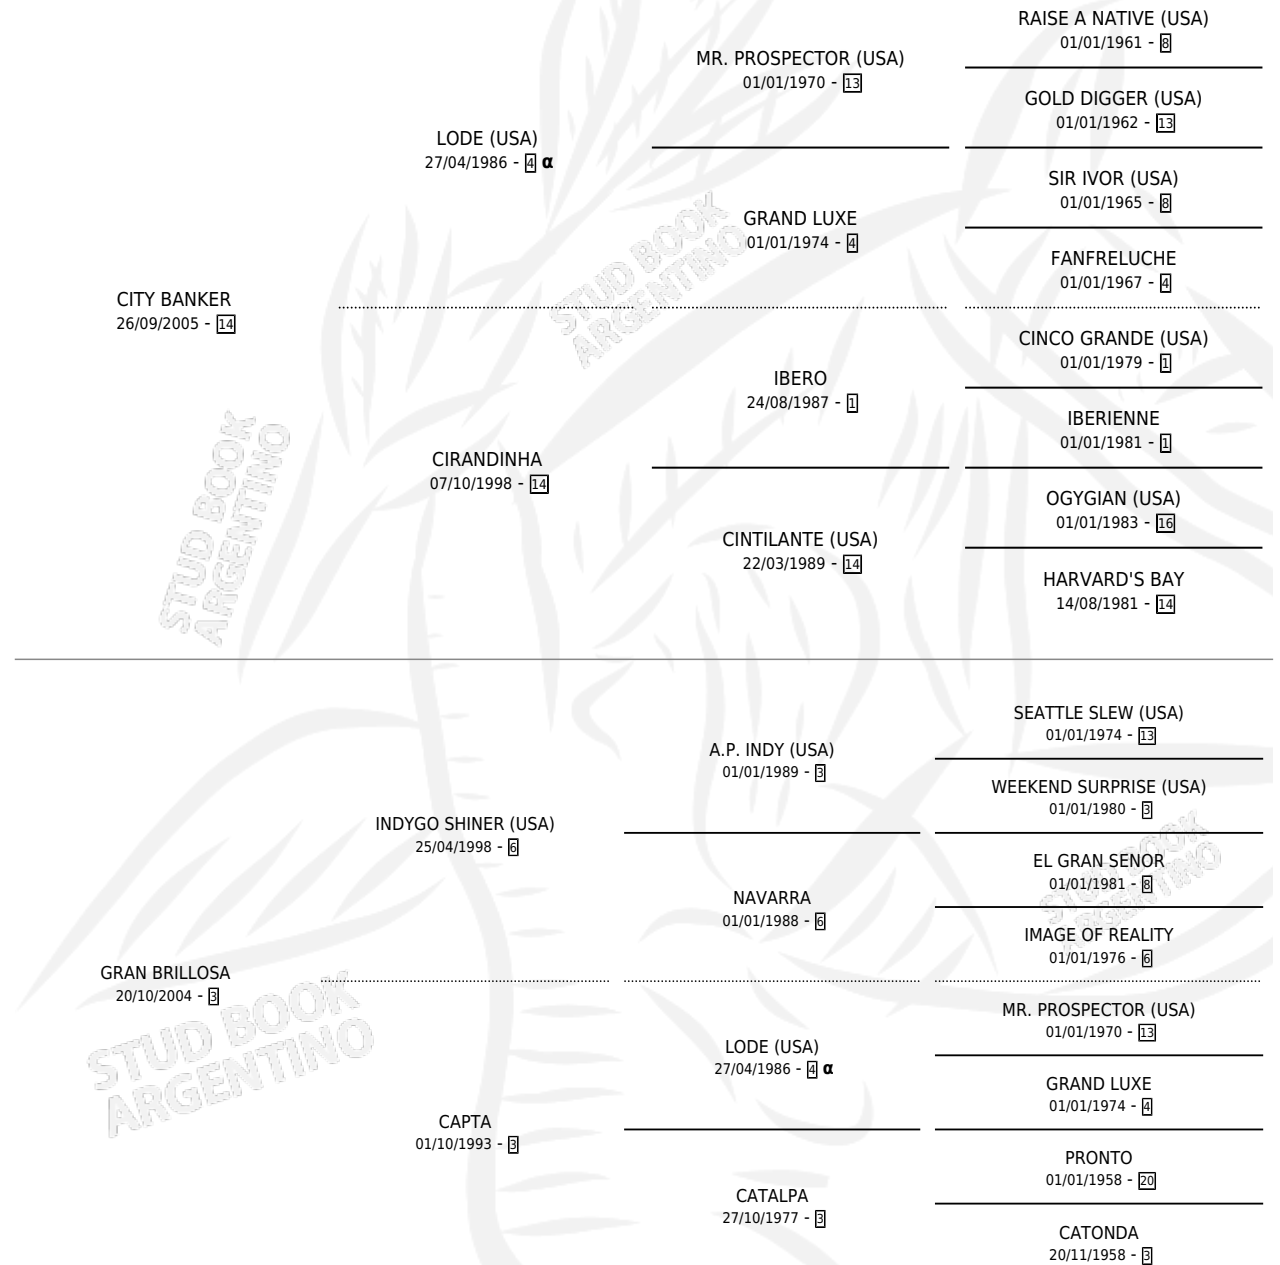 RAISE A NATIVE (USA)
01/01/1961 - 8
MR. PROSPECTOR (USA)
01/01/1970 - 13
GOLD DIGGER (USA)
01/01/1962 - 13
LODE (USA)
27/04/1986 - 4 α
SIR IVOR (USA)
01/01/1965 - 8
GRAND LUXE
01/01/1974 - 4
FANFRELUCHE
01/01/1967 - 4
CITY BANKER
26/09/2005 - 14
CINCO GRANDE (USA)
01/01/1979 - 1
IBERO
24/08/1987 - 1
IBERIENNE
01/01/1981 - 1
CIRANDINHA
07/10/1998 - 14
OGYGIAN (USA)
01/01/1983 - 16
CINTILANTE (USA)
22/03/1989 - 14
HARVARD'S BAY
14/08/1981 - 14
SEATTLE SLEW (USA)
01/01/1974 - 13
A.P. INDY (USA)
01/01/1989 - 3
WEEKEND SURPRISE (USA)
01/01/1980 - 3
INDYGO SHINER (USA)
25/04/1998 - 6
EL GRAN SENOR
01/01/1981 - 8
NAVARRA
01/01/1988 - 6
IMAGE OF REALITY
01/01/1976 - 6
GRAN BRILLOSA
20/10/2004 - 3
MR. PROSPECTOR (USA)
01/01/1970 - 13
LODE (USA)
27/04/1986 - 4 α
GRAND LUXE
01/01/1974 - 4
CAPTA
01/10/1993 - 3
PRONTO
01/01/1958 - 20
CATALPA
27/10/1977 - 3
CATONDA
20/11/1958 - 3
STUD BOOK
ARGENTINO
STUD BOOK
ARGENTINO
STUD BOOK
ARGENTINO
STUD BOOK
ARGENTINO